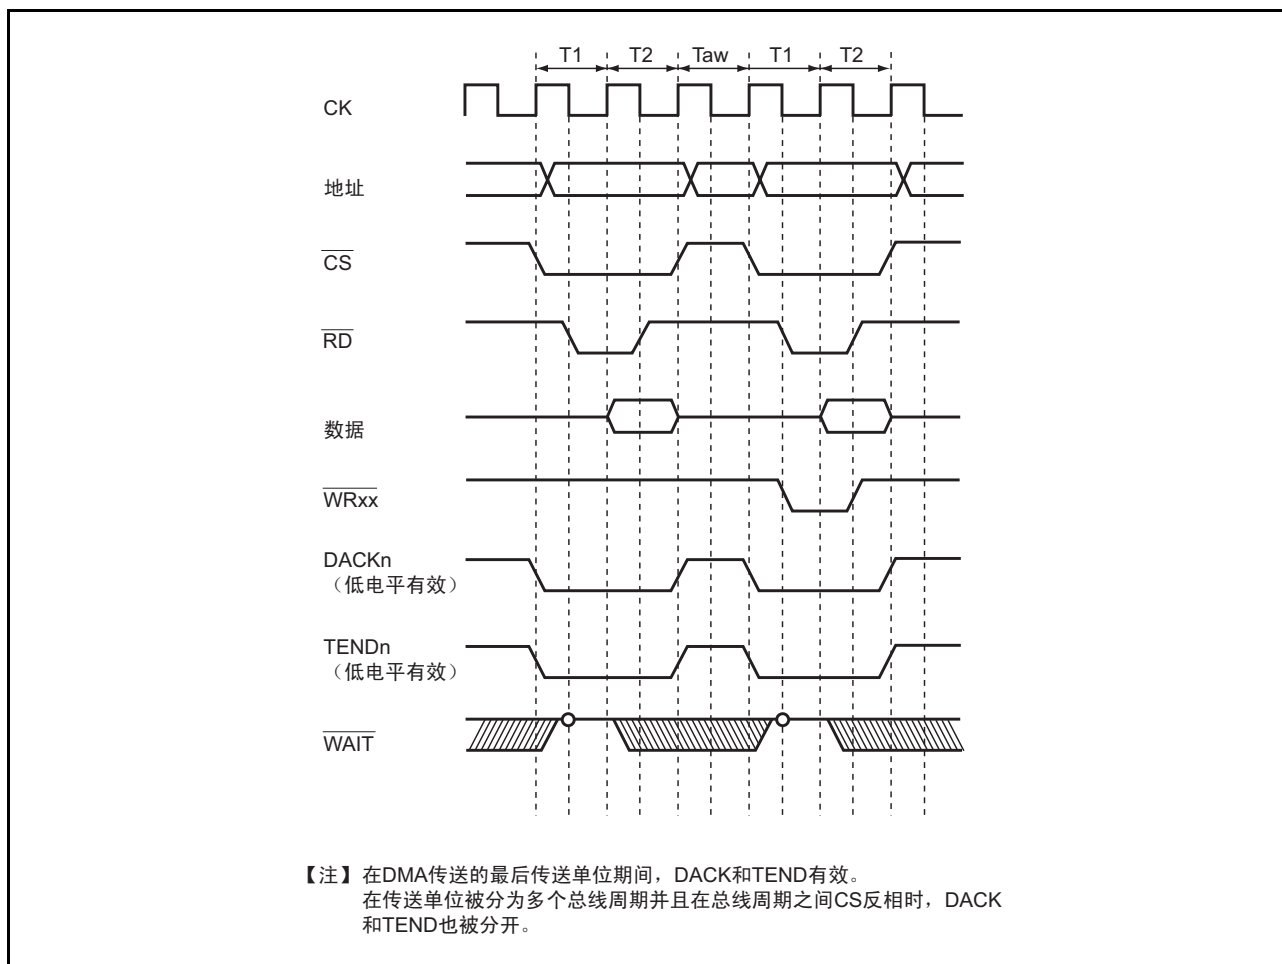 T1 T2 Taw T1 T2
CK
地址
CS
RD
数据
WRxx
DACKn
（低电平有效）
TENDn
（低电平有效）
WAIT
【注】在DMA传送的最后传送单位期间，DACK和TEND有效。
在传送单位被分为多个总线周期并且在总线周期之间CS反相时，DACK
和TEND也被分开。